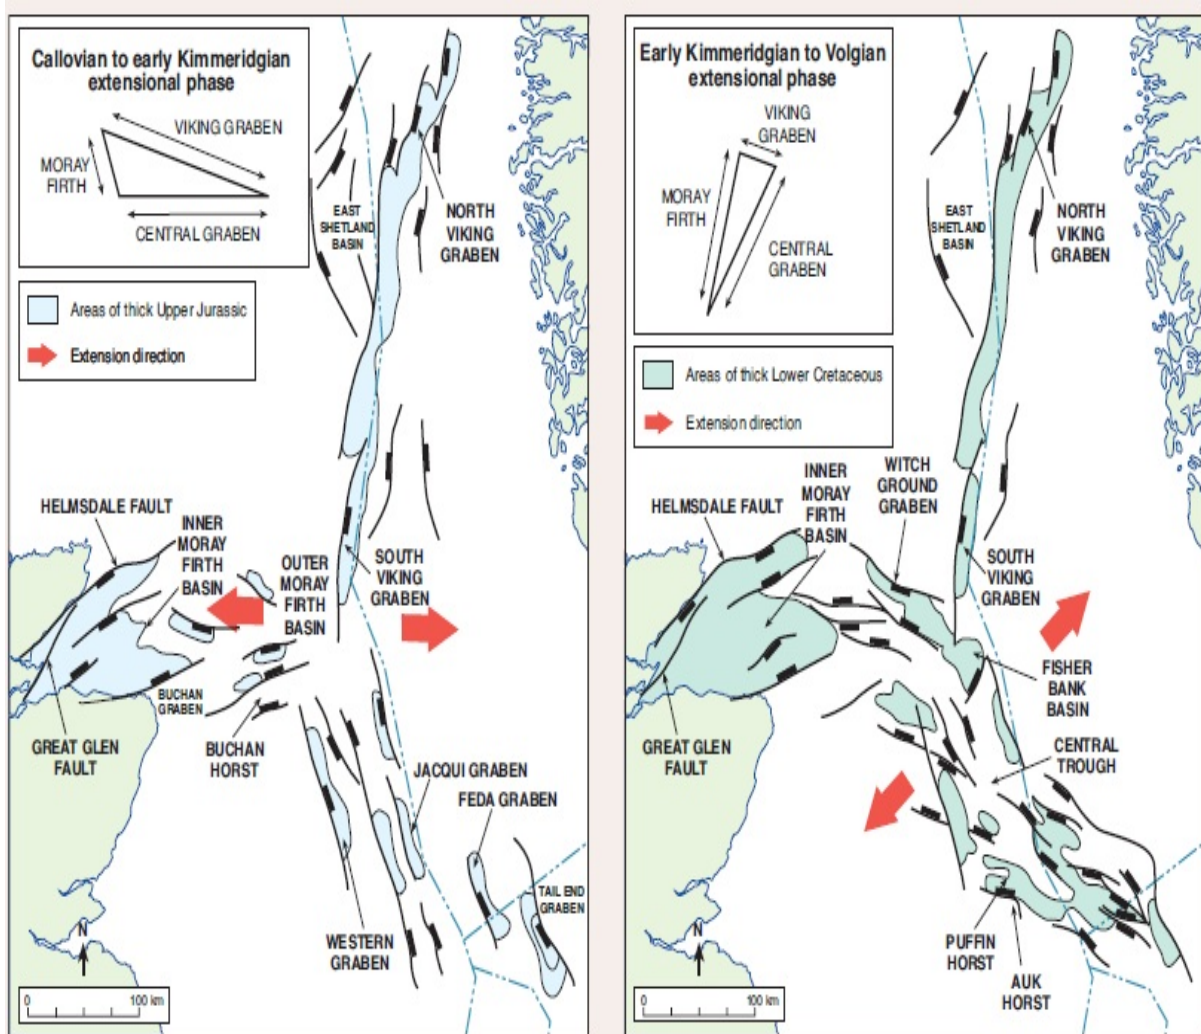 Callovian to early Kimmeridgian
extensional phase
VIKING GRABEN
MORAY
FIRTH
CENTRAL GRABEN
Areas of thick Upper Jurassic
Extension direction
EAST
SHETLAND
BASIN
NORTH
VIKING
GRABEN
HELMSDALE FAULT
INNER
MORAY
FIRTH
BASIN
OUTER
MORAY
FIRTH
BASIN
SOUTH
VIKING
GRABEN
BUCHAN
GRABEN
GREAT GLEN
FAULT
BUCHAN
HORST
JACQUI GRABEN
FEDA GRABEN
TAIL END
GRABEN
WESTERN
GRABEN
N
0 100 km
Early Kimmeridgian to Volgian
extensional phase
VIKING
GRABEN
MORAY
FIRTH
CENTRAL
GRABEN
Areas of thick Lower Cretaceous
Extension direction
EAST
SHETLAND
BASIN
NORTH
VIKING
GRABEN
HELMSDALE FAULT
INNER
MORAY
FIRTH
BASIN
WITCH
GROUND
GRABEN
SOUTH
VIKING
GRABEN
FISHER
BANK
BASIN
GREAT GLEN
FAULT
CENTRAL
TROUGH
PUFFIN
HORST
AUK
HORST
N
0 100 km